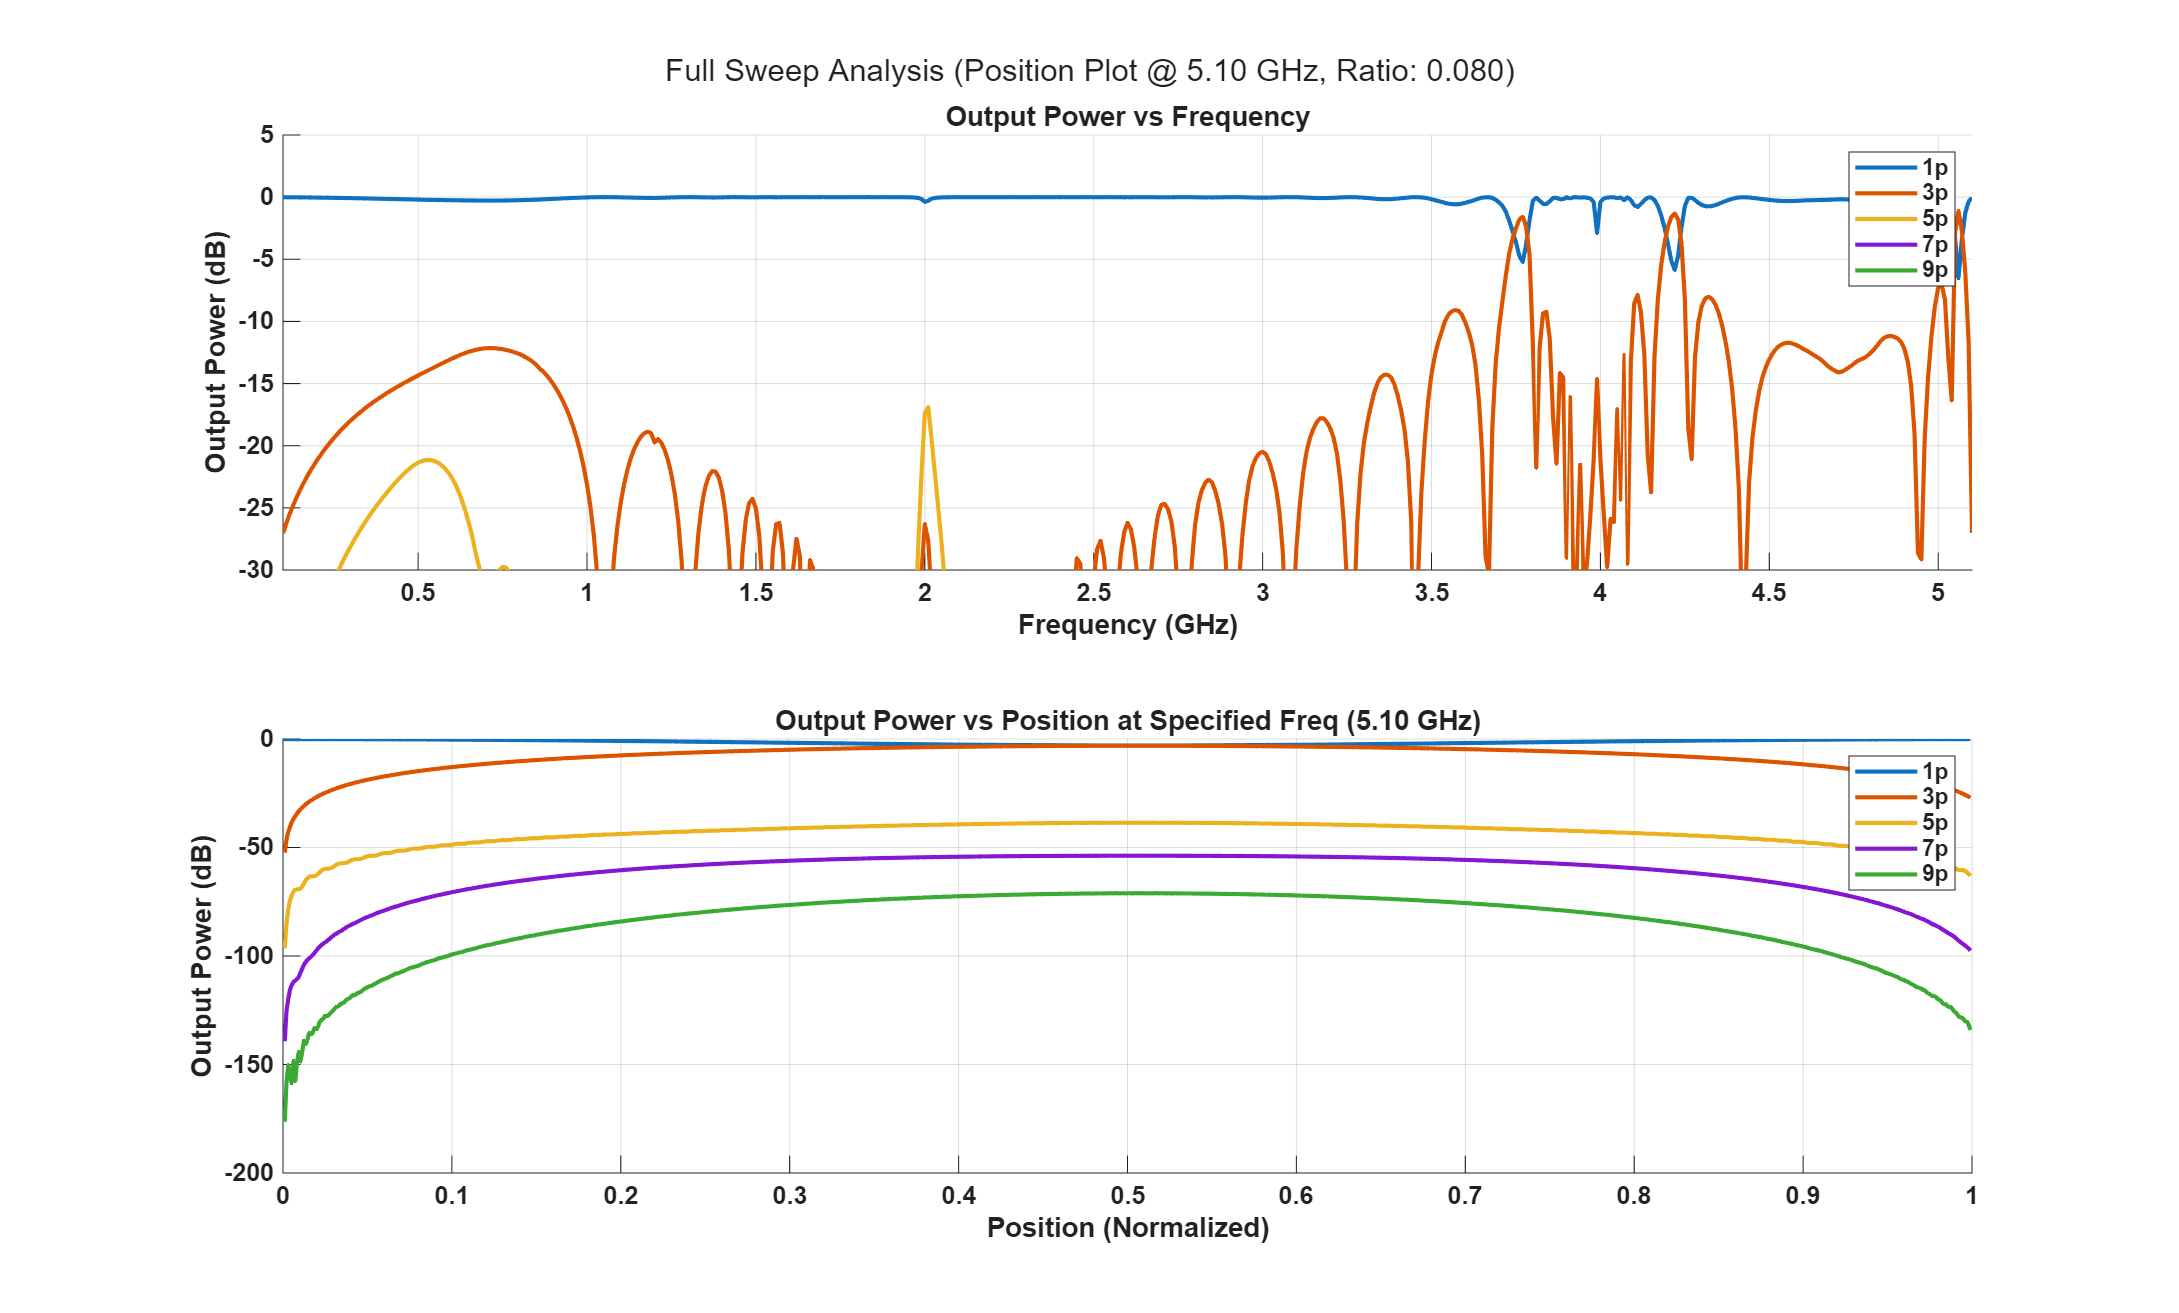 Full Sweep Analysis (Position Plot @ 5.10 GHz, Ratio: 0.080)
Output Power vs Frequency
Output Power (dB)
5
0
-5
-10
-15
-20
-25
-30
0.5 1 1.5 2 2.5 3 3.5 4 4.5 5
Frequency (GHz)
1p
3p
5p
7p
9p
Output Power vs Position at Specified Freq (5.10 GHz)
Output Power (dB)
0
-50
-100
-150
-200
0 0.1 0.2 0.3 0.4 0.5 0.6 0.7 0.8 0.9 1
Position (Normalized)
1p
3p
5p
7p
9p